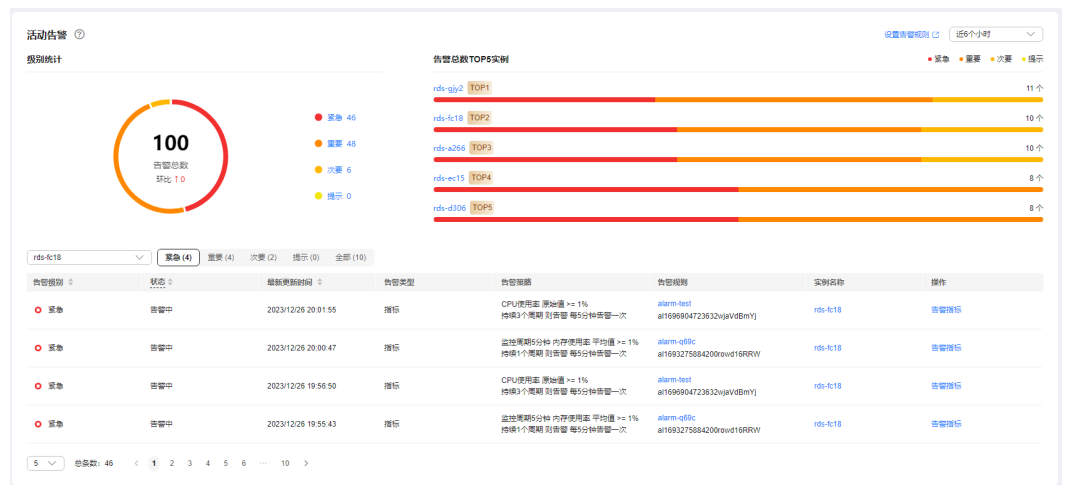 活动告警
设置告警规则
近6个小时
级别统计
告警总数TOP5实例
紧急 重要 次要 提示
100
告警总数
环比 ↑ 0
紧急 46
重要 48
次要 6
提示 0
rds-gjy2 TOP1 11 个
rds-fc18 TOP2 10 个
rds-a266 TOP3 10 个
rds-ec15 TOP4 8 个
rds-d306 TOP5 8 个
rds-fc18 紧急 (4) 重要 (4) 次要 (2) 提示 (0) 全部 (10)
告警级别 状态 最新更新时间 告警类型 告警策略 告警规则 实例名称 操作
紧急 告警中 2023/12/26 20:01:55 指标 CPU使用率 原始值 >= 1% alarm-test rds-fc18 告警指标
持续3个周期 则告警 每5分钟告警一次 al1696904723632wjaVdBmYj
紧急 告警中 2023/12/26 20:00:47 指标 监控周期5分钟 内存使用率 平均值 >= 1% alarm-q69c rds-fc18 告警指标
持续1个周期 则告警 每5分钟告警一次 al1693275884200rowd16RRW
紧急 告警中 2023/12/26 19:56:50 指标 CPU使用率 原始值 >= 1% alarm-test rds-fc18 告警指标
持续3个周期 则告警 每5分钟告警一次 al1696904723632wjaVdBmYj
紧急 告警中 2023/12/26 19:55:43 指标 监控周期5分钟 内存使用率 平均值 >= 1% alarm-q69c rds-fc18 告警指标
持续1个周期 则告警 每5分钟告警一次 al1693275884200rowd16RRW
5 总条数: 46 < 1 2 3 4 5 6 ··· 10 >